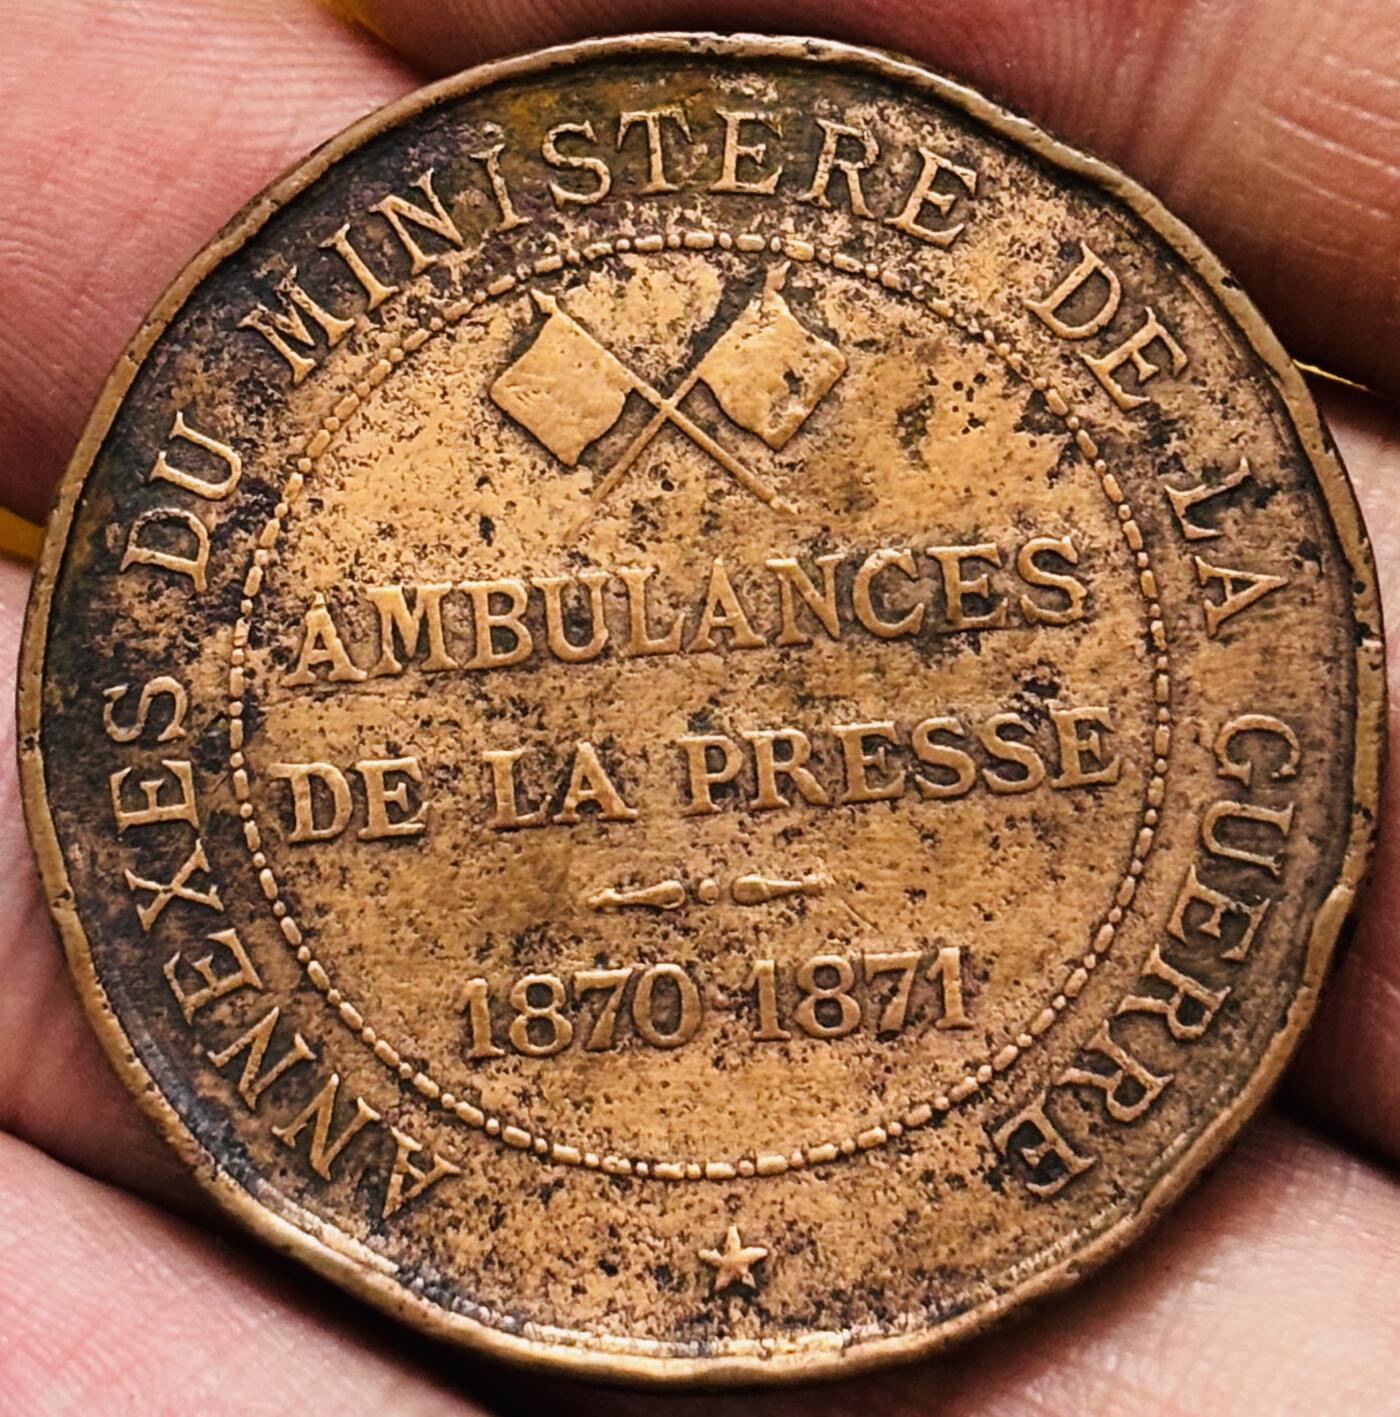 ANNEXES DU MINISTERE DE LA GUERRE
AMBULANCES
DE LA PRESSE
1870-1871